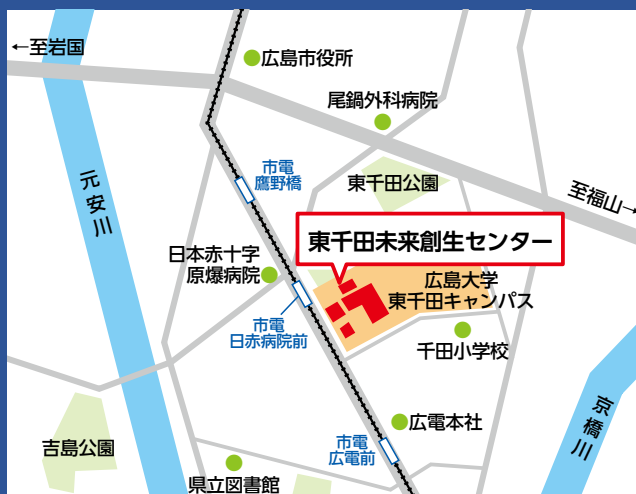 ←至岩国
広島市役所
尾鍋外科病院
市電
鷹野橋
東千田公園
至福山→
元安川
東千田未来創生センター
日本赤十字
原爆病院
広島大学
東千田キャンパス
市電
日赤病院前
千田小学校
京橋川
広電本社
吉島公園
市電
広電前
県立図書館